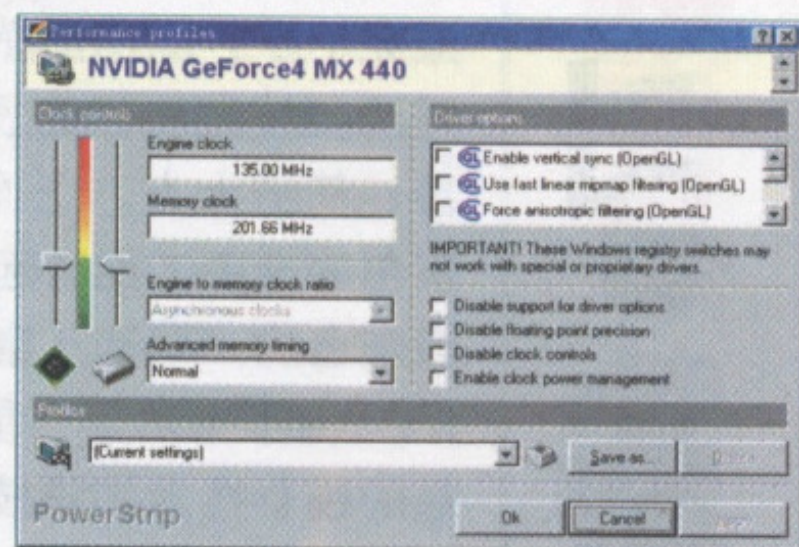 Performance profiles
NVIDIA GeForce4 MX 440
Clock controls
Engine clock
135.00 MHz
Memory clock
201.66 MHz
Engine to memory clock ratio
Asynchronous clocks
Advanced memory timing
Normal
Driver options
Enable vertical sync (OpenGL)
Use fast linear mipmap filtering (OpenGL)
Force anisotropic filtering (OpenGL)
IMPORTANT! These Windows registry switches may
not work with special or proprietary drivers.
Disable support for driver options
Disable floating point precision
Disable clock controls
Enable clock power management
Profiles
(Current settings)
Save as...
PowerStrip
Ok
Cancel